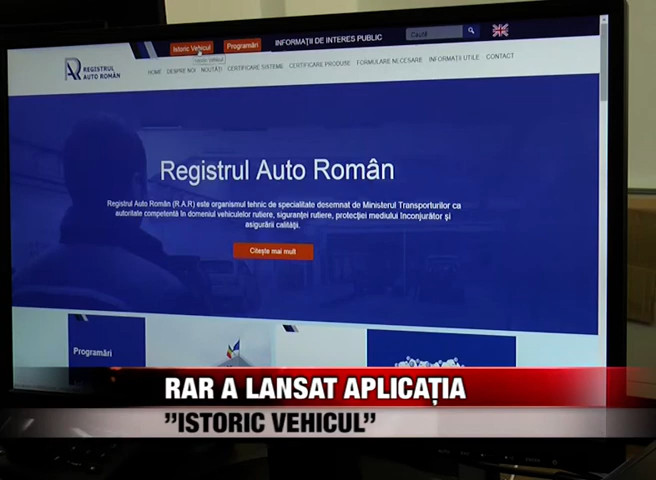 Istoric Vehicul
Programări
INFORMAȚII DE INTERES PUBLIC
Caută
REGISTRUL
AUTO ROMÂN
HOME DESPRE NOI NOUTĂȚI CERTIFICARE SISTEME CERTIFICARE PRODUSE FORMULARE NECESARE INFORMAȚII UTILE CONTACT
Registrul Auto Român
Registrul Auto Român (R.A.R) este organismul tehnic de specialitate desemnat de Ministerul Transporturilor ca
autoritate competentă în domeniul vehiculelor rutiere, siguranței rutiere, protecției mediului înconjurător și
asigurării calității.
Citește mai mult
Programări
RAR A LANSAT APLICAȚIA
”ISTORIC VEHICUL”